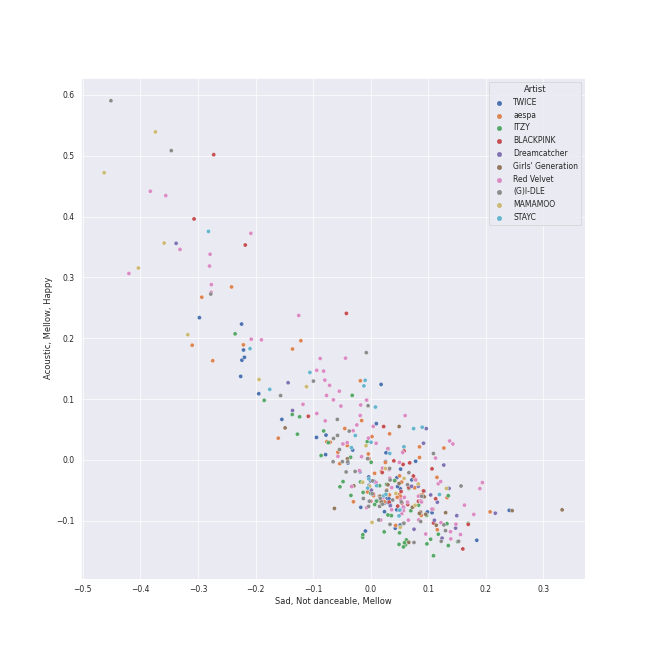 Artist
TWICE
aespa
ITZY
BLACKPINK
Dreamcatcher
Girls' Generation
Red Velvet
(G)I-DLE
MAMAMOO
STAYC
0.6
0.5
0.4
0.3
0.2
0.1
0.0
−0.1
Acoustic, Mellow, Happy
−0.5 −0.4 −0.3 −0.2 −0.1 0.0 0.1 0.2 0.3
Sad, Not danceable, Mellow